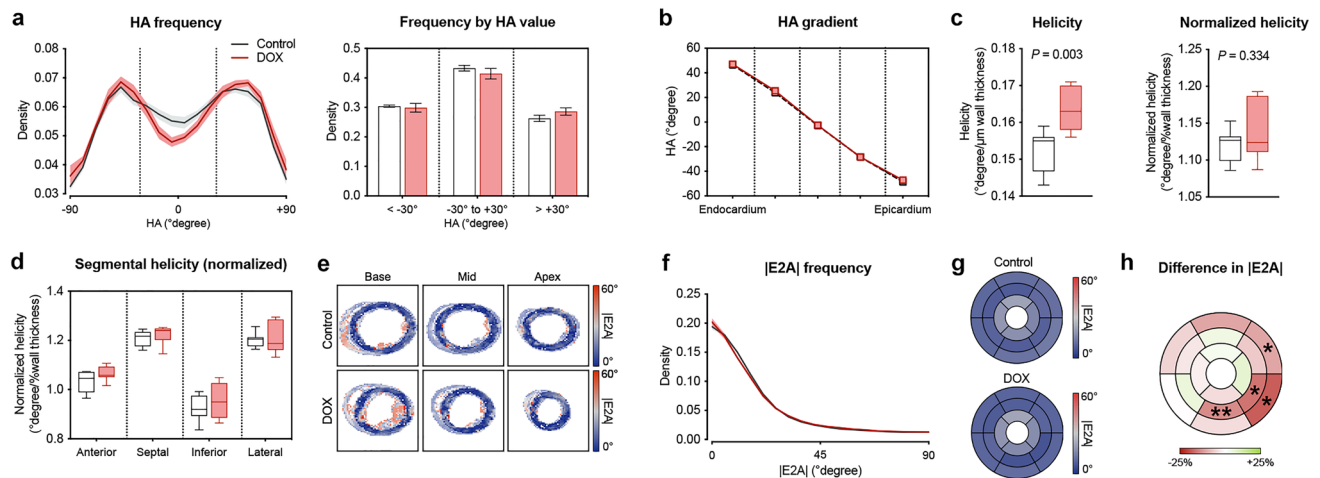 a
HA frequency
Control
DOX
0.08
0.07
0.06
0.05
0.04
0.03
Density
-90
0
+90
HA (°degree)
Frequency by HA value
0.5
0.4
0.3
0.2
0.1
0.0
Density
< -30°
-30° to +30°
> +30°
HA (°degree)
b
HA gradient
60
40
20
0
-20
-40
-60
HA (°degree)
Endocardium
Epicardium
c
Helicity
P = 0.003
0.18
0.17
0.16
0.15
0.14
Helicity
(°degree/µm wall thickness)
Normalized helicity
P = 0.334
1.25
1.20
1.15
1.10
1.05
Normalized helicity
(°degree/%wall thickness)
d
Segmental helicity (normalized)
1.4
1.2
1.0
0.8
Normalized helicity
(°degree/%wall thickness)
Anterior
Septal
Inferior
Lateral
e
Base
Mid
Apex
Control
DOX
60°
|E2A|
0°
60°
|E2A|
0°
f
|E2A| frequency
0.25
0.20
0.15
0.10
0.05
0.00
Density
0
45
90
|E2A| (°degree)
g
Control
60°
|E2A|
0°
DOX
60°
|E2A|
0°
h
Difference in |E2A|
*
*
*
**
-25%
+25%